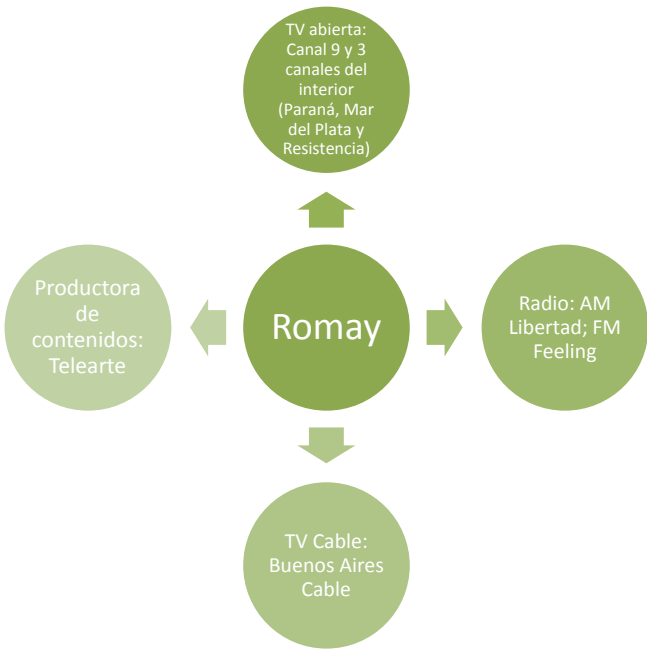 TV abierta:
Canal 9 y 3
canales del
interior
(Paraná, Mar
del Plata y
Resistencia)
Productora
de
contenidos:
Telearte
Romay
Radio: AM
Libertad; FM
Feeling
TV Cable:
Buenos Aires
Cable